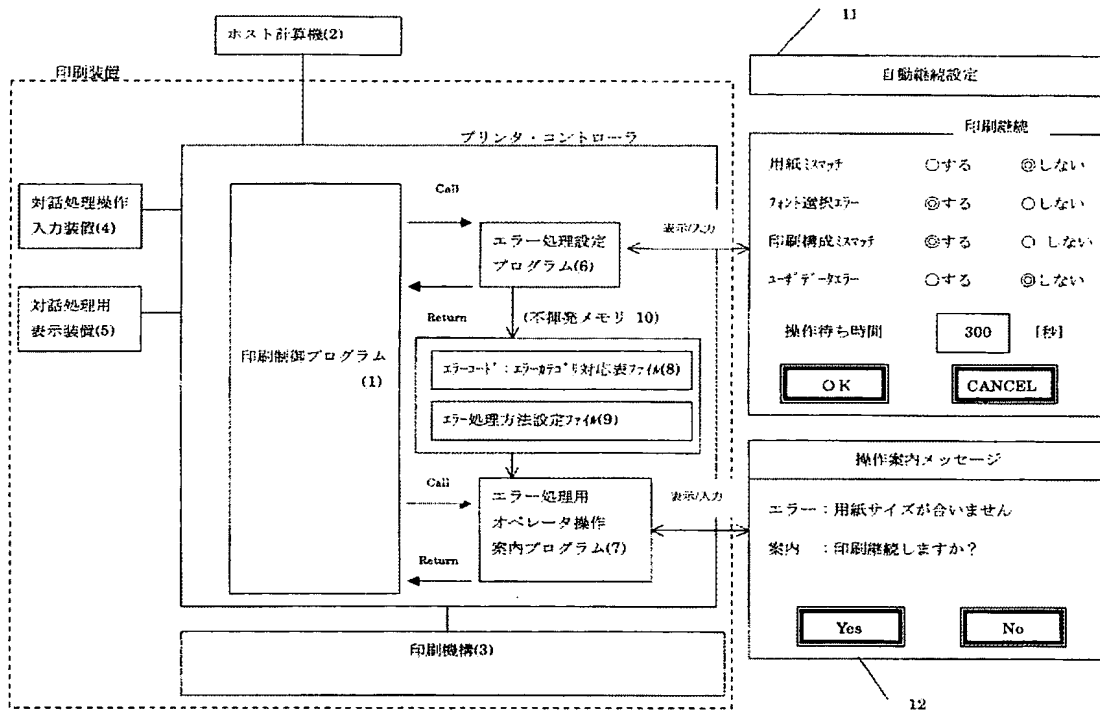 ホスト計算機(2)
印刷装置
プリンタ・コントローラ
対話処理操作
入力装置(4)
対話処理用
表示装置(5)
印刷制御プログラム
(1)
Call
エラー処理設定
プログラム(6)
Return
(不揮発メモリ 10)
エラーコード:エラーカテゴリ対応表ファイル(8)
エラー処理方法設定ファイル(9)
Call
エラー処理用
オペレータ操作
案内プログラム(7)
Return
印刷機構(3)
表示/入力
表示/入力
11
自動継続設定
印刷継続
用紙ミスマッチ ○する ◎しない
フォント選択エラー ◎する ○しない
印刷構成ミスマッチ ◎する ○しない
ユーザデータエラー ○する ◎しない
操作待ち時間 300 [秒]
OK CANCEL
操作案内メッセージ
エラー:用紙サイズが合いません
案内 :印刷継続しますか?
Yes No
12